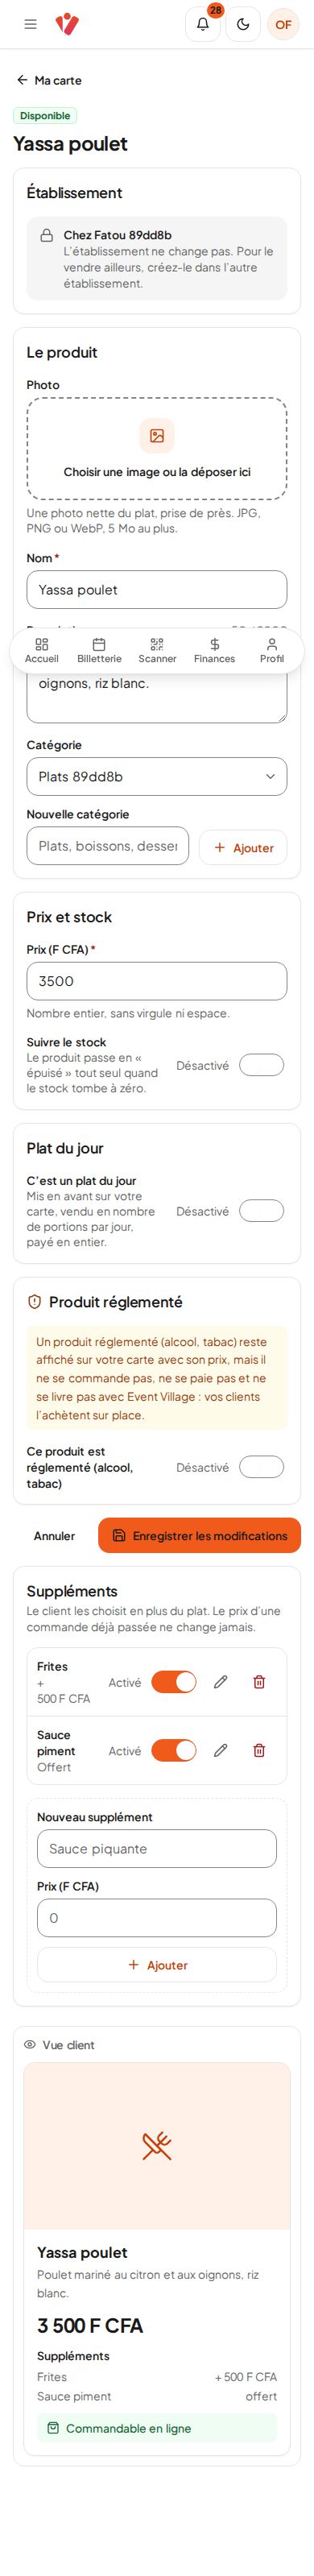 28
OF
Ma carte
Disponible
Yassa poulet
Établissement
Chez Fatou 89dd8b
L'établissement ne change pas. Pour le
vendre ailleurs, créez-le dans l'autre
établissement.
Le produit
Photo
Choisir une image ou la déposer ici
Une photo nette du plat, prise de près. JPG,
PNG ou WebP, 5 Mo au plus.
Nom *
Yassa poulet
Accueil
Billetterie
Scanner
Finances
Profil
oignons, riz blanc.
Catégorie
Plats 89dd8b
Nouvelle catégorie
Plats, boissons, desser
Ajouter
Prix et stock
Prix (F CFA) *
3500
Nombre entier, sans virgule ni espace.
Suivre le stock
Le produit passe en «
épuisé » tout seul quand
le stock tombe à zéro.
Désactivé
Plat du jour
C'est un plat du jour
Mis en avant sur votre
carte, vendu en nombre
de portions par jour,
payé en entier.
Désactivé
Produit réglementé
Un produit réglementé (alcool, tabac) reste
affiché sur votre carte avec son prix, mais il
ne se commande pas, ne se paie pas et ne
se livre pas avec Event Village : vos clients
l'achètent sur place.
Ce produit est
réglementé (alcool,
tabac)
Désactivé
Annuler
Enregistrer les modifications
Suppléments
Le client les choisit en plus du plat. Le prix d'une
commande déjà passée ne change jamais.
Frites
+
500 F CFA
Activé
Sauce
piment
Offert
Activé
Nouveau supplément
Sauce piquante
Prix (F CFA)
0
Ajouter
Vue client
Yassa poulet
Poulet mariné au citron et aux oignons, riz
blanc.
3 500 F CFA
Suppléments
Frites
+ 500 F CFA
Sauce piment
offert
Commandable en ligne